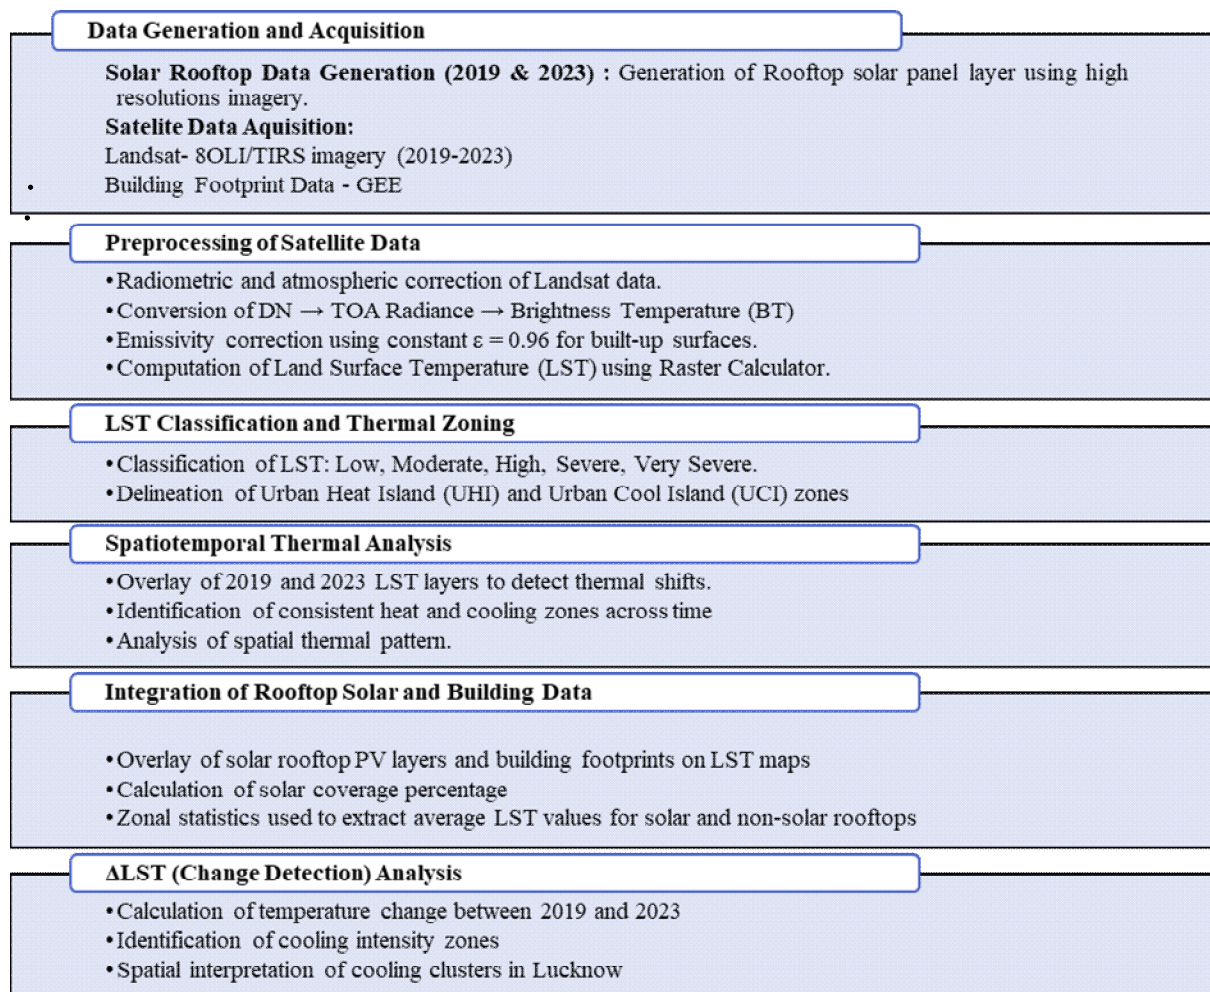 Data Generation and Acquisition
Solar Rooftop Data Generation (2019 & 2023) : Generation of Rooftop solar panel layer using high
resolutions imagery.
Satelite Data Aquisition:
Landsat- 8OLI/TIRS imagery (2019-2023)
Building Footprint Data - GEE
Preprocessing of Satellite Data
•Radiometric and atmospheric correction of Landsat data.
•Conversion of DN → TOA Radiance → Brightness Temperature (BT)
•Emissivity correction using constant ε = 0.96 for built-up surfaces.
•Computation of Land Surface Temperature (LST) using Raster Calculator.
LST Classification and Thermal Zoning
•Classification of LST: Low, Moderate, High, Severe, Very Severe.
•Delineation of Urban Heat Island (UHI) and Urban Cool Island (UCI) zones
Spatiotemporal Thermal Analysis
•Overlay of 2019 and 2023 LST layers to detect thermal shifts.
•Identification of consistent heat and cooling zones across time
•Analysis of spatial thermal pattern.
Integration of Rooftop Solar and Building Data
•Overlay of solar rooftop PV layers and building footprints on LST maps
•Calculation of solar coverage percentage
•Zonal statistics used to extract average LST values for solar and non-solar rooftops
ΔLST (Change Detection) Analysis
•Calculation of temperature change between 2019 and 2023
•Identification of cooling intensity zones
•Spatial interpretation of cooling clusters in Lucknow